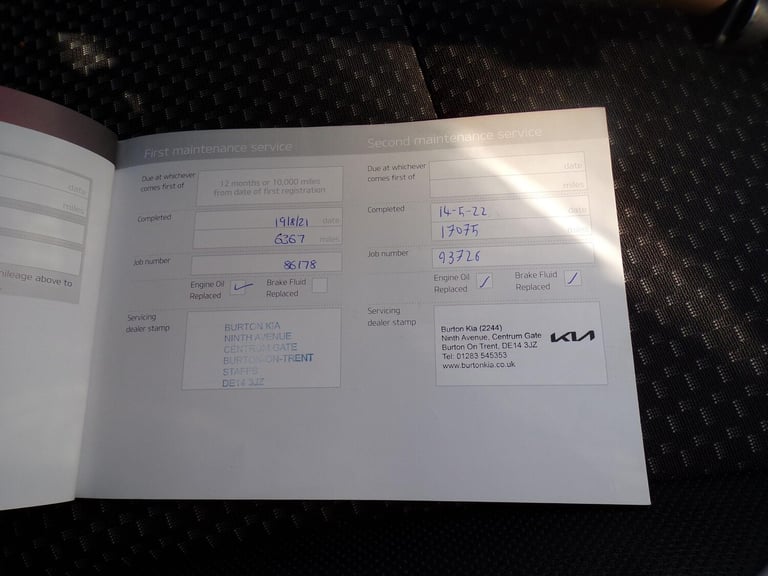 date
miles
mileage above to
First maintenance service
Due at whichever
comes first of
12 months or 10,000 miles
from date of first registration
Completed
19/8/21 date
6367 miles
Job number
86178
Engine Oil
Replaced
Brake Fluid
Replaced
Servicing
dealer stamp
BURTON KIA
NINTH AVENUE
CENTRUM GATE
BURTON-ON-TRENT
STAFFS
DE14 3JZ
Second maintenance service
Due at whichever
comes first of
date
miles
Completed
14-5-22 date
17075 miles
Job number
93726
Engine Oil
Replaced
Brake Fluid
Replaced
Servicing
dealer stamp
Burton Kia (2244)
Ninth Avenue, Centrum Gate
Burton On Trent, DE14 3JZ
Tel: 01283 545353
www.burtonkia.co.uk
KIA